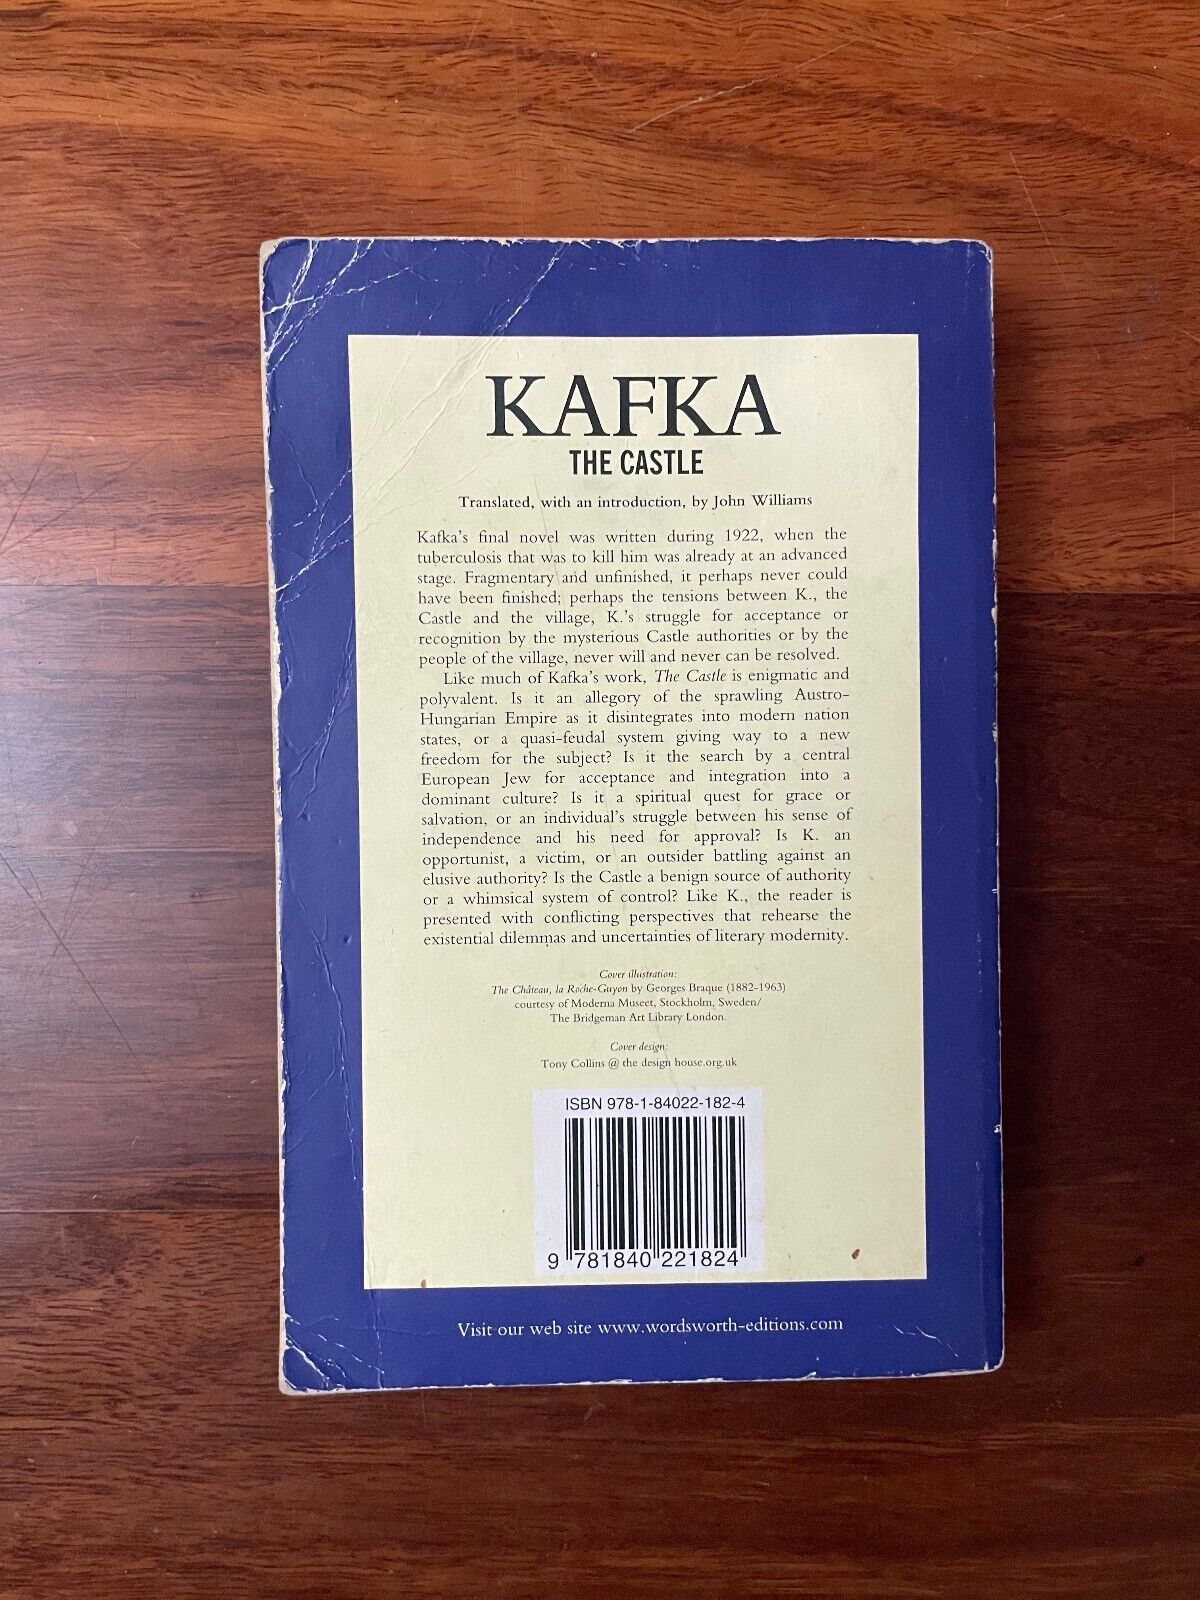 KAFKA
THE CASTLE
Translated, with an introduction, by John Williams
Kafka's final novel was written during 1922, when the
tuberculosis that was to kill him was already at an advanced
stage. Fragmentary and unfinished, it perhaps never could
have been finished; perhaps the tensions between K., the
Castle and the village, K.'s struggle for acceptance or
recognition by the mysterious Castle authorities or by the
people of the village, never will and never can be resolved.
Like much of Kafka's work, The Castle is enigmatic and
polyvalent. Is it an allegory of the sprawling Austro-
Hungarian Empire as it disintegrates into modern nation
states, or a quasi-feudal system giving way to a new
freedom for the subject? Is it the search by a central
European Jew for acceptance and integration into a
dominant culture? Is it a spiritual quest for grace or
salvation, or an individual's struggle between his sense of
independence and his need for approval? Is K. an
opportunist, a victim, or an outsider battling against an
elusive authority? Is the Castle a benign source of authority
or a whimsical system of control? Like K., the reader is
presented with conflicting perspectives that rehearse the
existential dilemmas and uncertainties of literary modernity.
Cover illustration:
The Château, la Roche-Guyon by Georges Braque (1882-1963)
courtesy of Moderna Museet, Stockholm, Sweden/
The Bridgeman Art Library London.
Cover design:
Tony Collins @ the design house.org.uk
ISBN 978-1-84022-182-4
9 781840 221824
Visit our web site www.wordsworth-editions.com